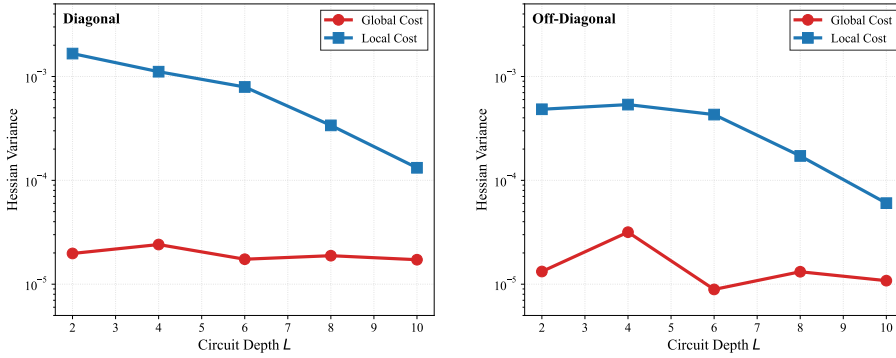 Diagonal
Global Cost
Local Cost
Hessian Variance
10⁻³
10⁻⁴
10⁻⁵
2 3 4 5 6 7 8 9 10
Circuit Depth L
Off-Diagonal
Global Cost
Local Cost
Hessian Variance
10⁻³
10⁻⁴
10⁻⁵
2 3 4 5 6 7 8 9 10
Circuit Depth L